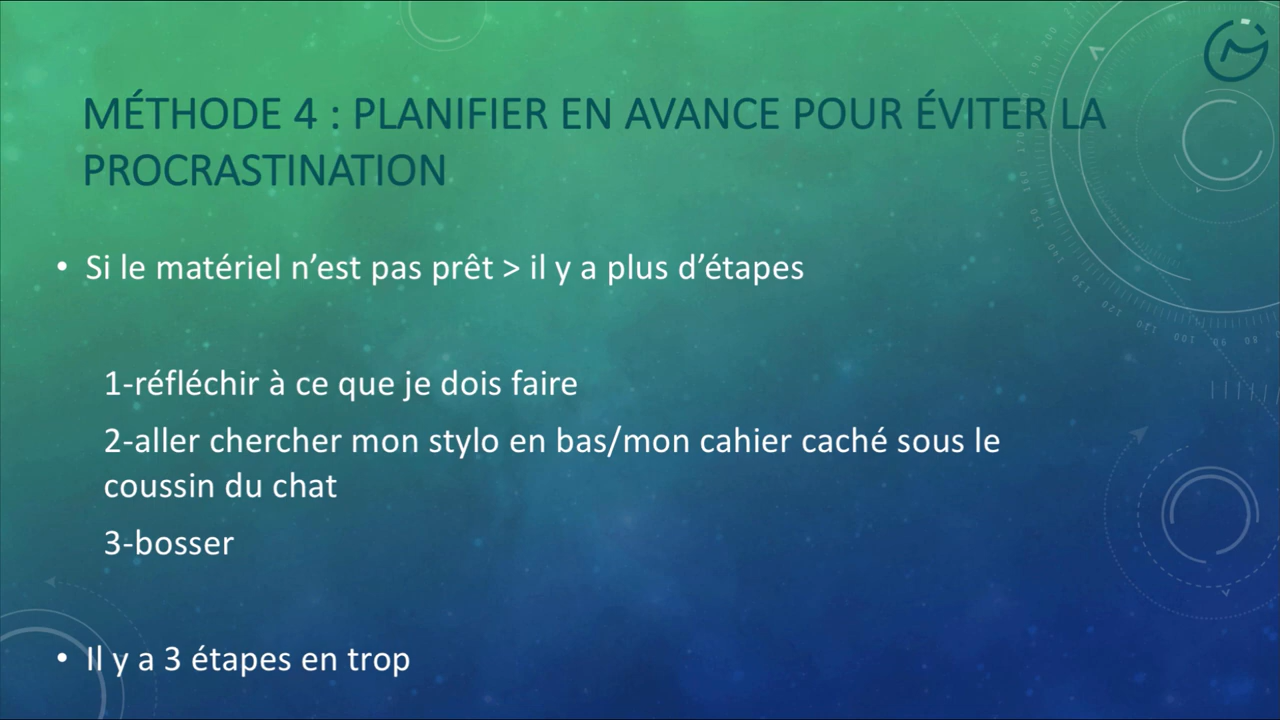 MÉTHODE 4 : PLANIFIER EN AVANCE POUR ÉVITER LA
PROCRASTINATION
• Si le matériel n’est pas prêt > il y a plus d’étapes
1-réfléchir à ce que je dois faire
2-aller chercher mon stylo en bas/mon cahier caché sous le
coussin du chat
3-bosser
• Il y a 3 étapes en trop